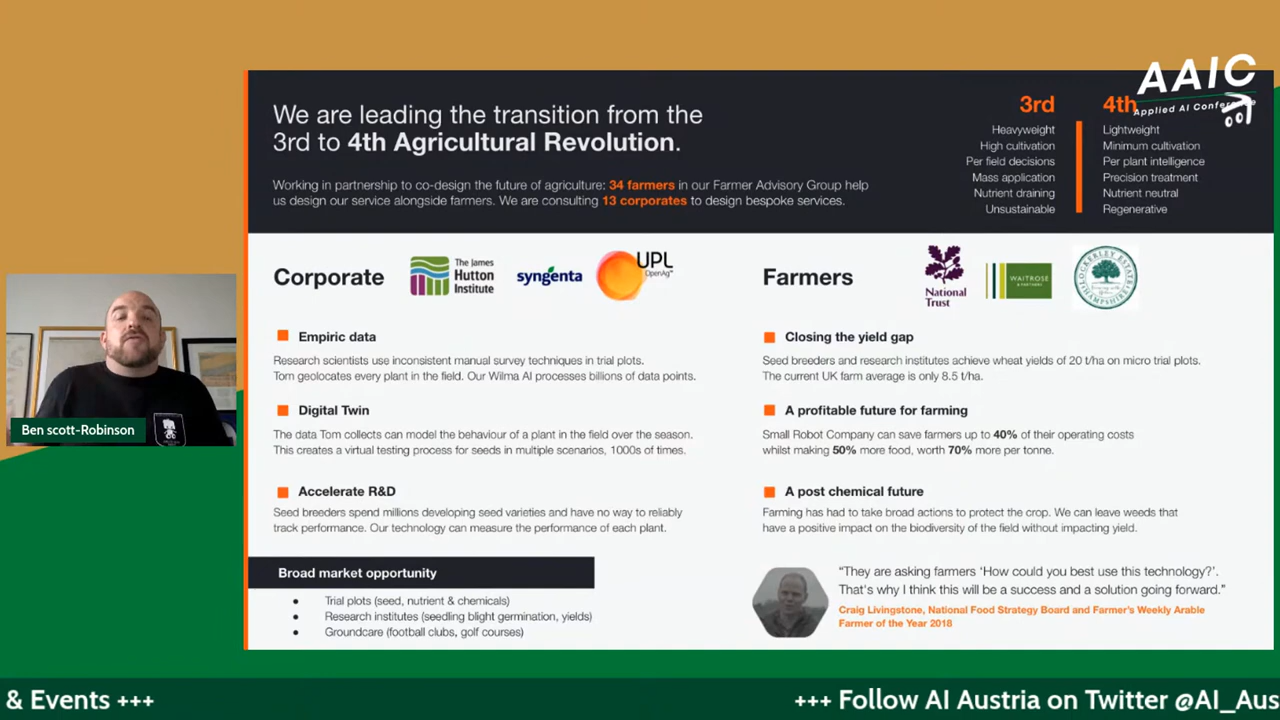 AAIC
Applied AI Conference
We are leading the transition from the
3rd to 4th Agricultural Revolution.
Working in partnership to co-design the future of agriculture: 34 farmers in our Farmer Advisory Group help
us design our service alongside farmers. We are consulting 13 corporates to design bespoke services.
3rd
Heavyweight
High cultivation
Per field decisions
Mass application
Nutrient draining
Unsustainable
4th
Lightweight
Minimum cultivation
Per plant intelligence
Precision treatment
Nutrient neutral
Regenerative
Corporate
The James
Hutton
Institute
syngenta
UPL
OpenAg™
Empiric data
Research scientists use inconsistent manual survey techniques in trial plots.
Tom geolocates every plant in the field. Our Wilma AI processes billions of data points.
Digital Twin
The data Tom collects can model the behaviour of a plant in the field over the season.
This creates a virtual testing process for seeds in multiple scenarios, 1000s of times.
Accelerate R&D
Seed breeders spend millions developing seed varieties and have no way to reliably
track performance. Our technology can measure the performance of each plant.
Broad market opportunity
• Trial plots (seed, nutrient & chemicals)
• Research institutes (seedling blight germination, yields)
• Groundcare (football clubs, golf courses)
Farmers
National
Trust
WAITROSE
& PARTNERS
LOCKERLEY ESTATE
HAMPSHIRE
Closing the yield gap
Seed breeders and research institutes achieve wheat yields of 20 t/ha on micro trial plots.
The current UK farm average is only 8.5 t/ha.
A profitable future for farming
Small Robot Company can save farmers up to 40% of their operating costs
whilst making 50% more food, worth 70% more per tonne.
A post chemical future
Farming has had to take broad actions to protect the crop. We can leave weeds that
have a positive impact on the biodiversity of the field without impacting yield.
“They are asking farmers ‘How could you best use this technology?’.
That's why I think this will be a success and a solution going forward.”
Craig Livingstone, National Food Strategy Board and Farmer's Weekly Arable
Farmer of the Year 2018
Ben scott-Robinson
& Events +++
+++ Follow AI Austria on Twitter @AI_Aus